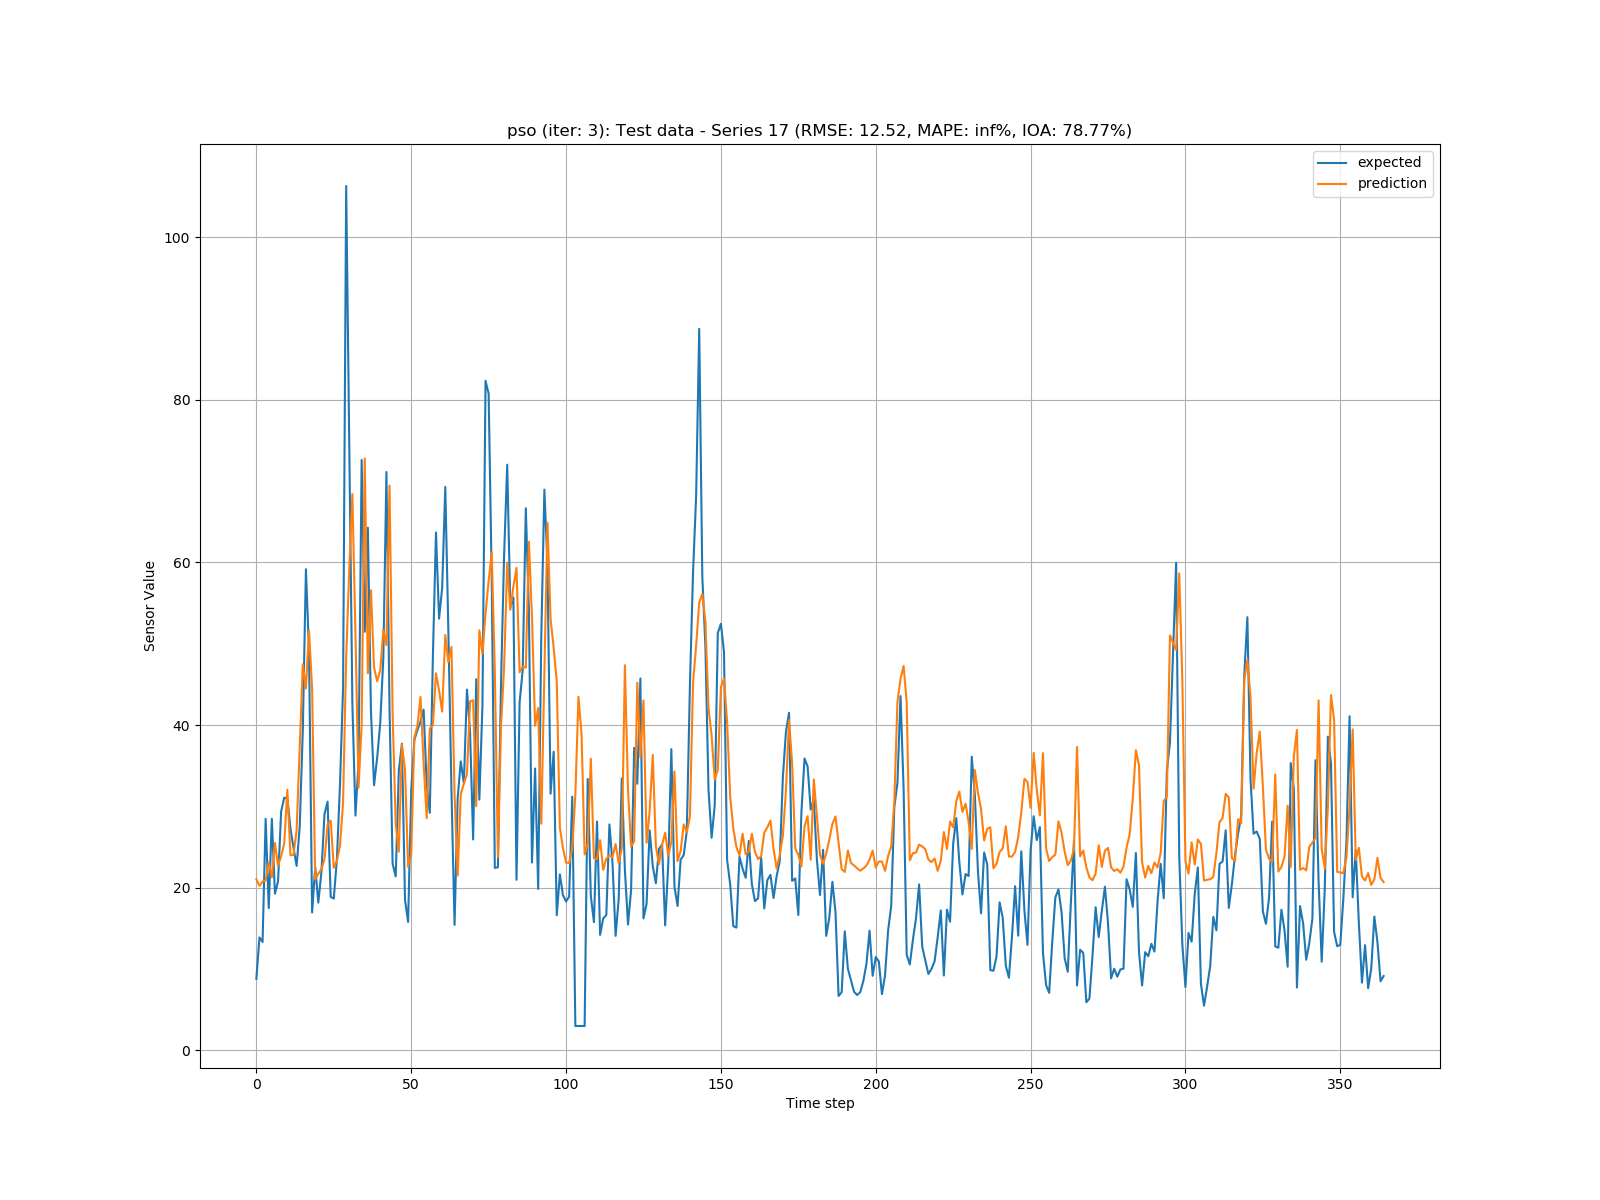 pso (iter: 3): Test data - Series 17 (RMSE: 12.52, MAPE: inf%, IOA: 78.77%)
expected
prediction
100
80
60
40
20
0
Sensor Value
0 50 100 150 200 250 300 350
Time step